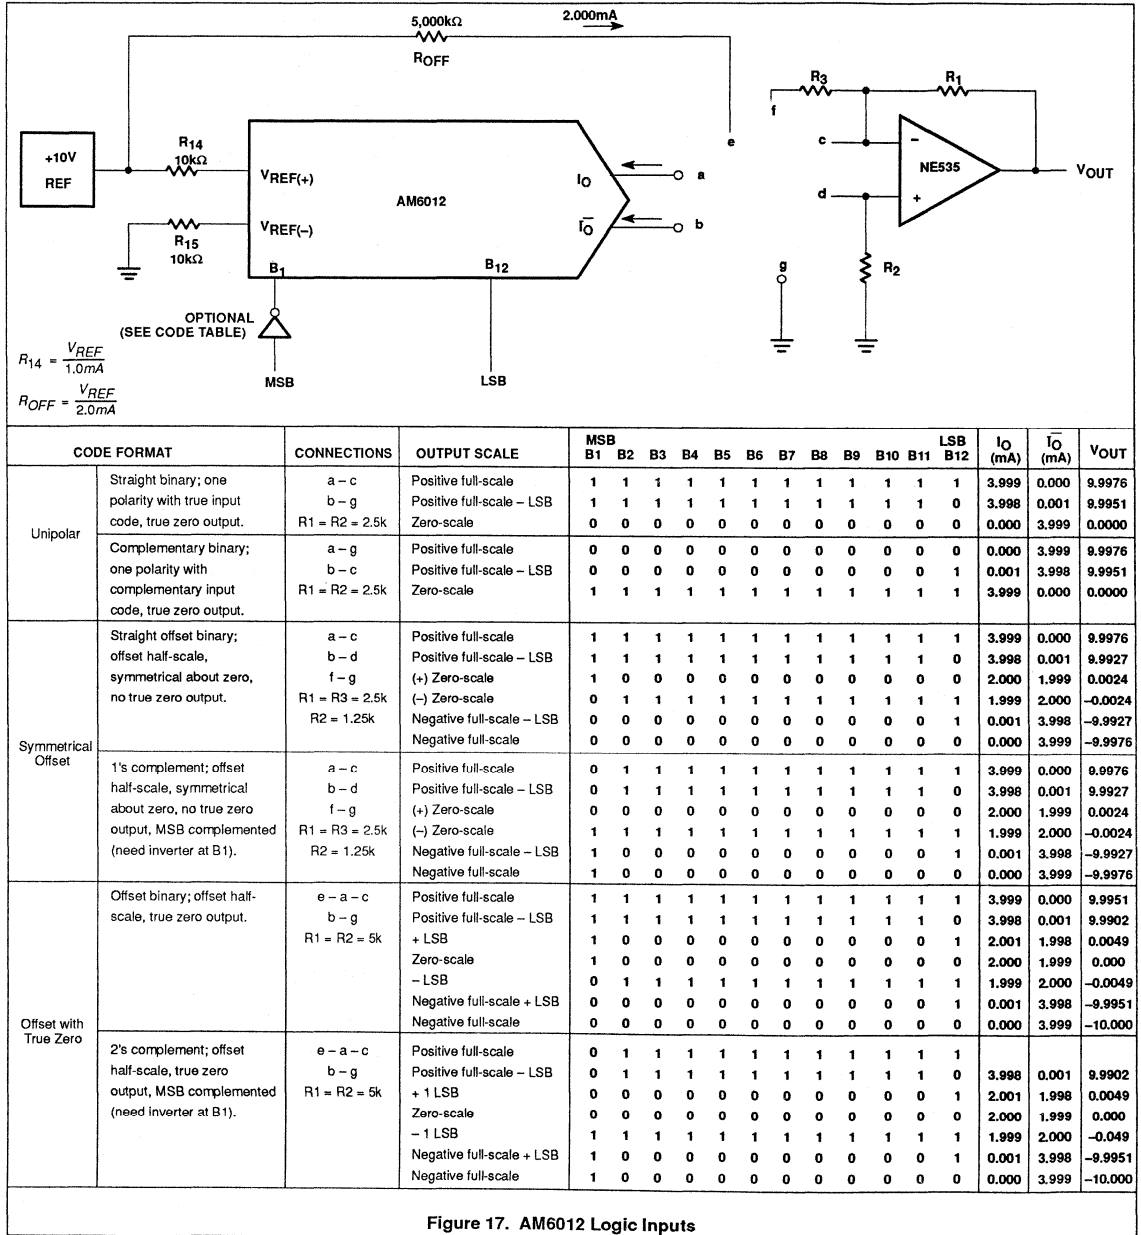 5,000kΩ
2.000mA
ROFF
R3
R1
f
e
c
d
+10V
REF
R14
10kΩ
VREF(+)
IO
a
AM6012
NE535
−
+
VOUT
VREF(−)
IO
b
R15
10kΩ
B1
B12
g
R2
OPTIONAL
(SEE CODE TABLE)
R14 = VREF / 1.0mA
MSB
LSB
ROFF = VREF / 2.0mA
CODE FORMAT CONNECTIONS OUTPUT SCALE MSB B1 B2 B3 B4 B5 B6 B7 B8 B9 B10 B11 LSB B12 IO (mA) IO (mA) VOUT
Unipolar
Straight binary; one a – c Positive full-scale 1 1 1 1 1 1 1 1 1 1 1 1 3.999 0.000 9.9976
polarity with true input b – g Positive full-scale – LSB 1 1 1 1 1 1 1 1 1 1 1 0 3.998 0.001 9.9951
code, true zero output. R1 = R2 = 2.5k Zero-scale 0 0 0 0 0 0 0 0 0 0 0 0 0.000 3.999 0.0000
Complementary binary; a – g Positive full-scale 0 0 0 0 0 0 0 0 0 0 0 0 0.000 3.999 9.9976
one polarity with b – c Positive full-scale – LSB 0 0 0 0 0 0 0 0 0 0 0 1 0.001 3.998 9.9951
complementary input R1 = R2 = 2.5k Zero-scale 1 1 1 1 1 1 1 1 1 1 1 1 3.999 0.000 0.0000
code, true zero output.
Symmetrical
Offset
Straight offset binary; a – c Positive full-scale 1 1 1 1 1 1 1 1 1 1 1 1 3.999 0.000 9.9976
offset half-scale, b – d Positive full-scale – LSB 1 1 1 1 1 1 1 1 1 1 1 0 3.998 0.001 9.9927
symmetrical about zero, f – g (+) Zero-scale 1 0 0 0 0 0 0 0 0 0 0 0 2.000 1.999 0.0024
no true zero output. R1 = R3 = 2.5k (–) Zero-scale 0 1 1 1 1 1 1 1 1 1 1 1 1.999 2.000 –0.0024
R2 = 1.25k Negative full-scale – LSB 0 0 0 0 0 0 0 0 0 0 0 1 0.001 3.998 –9.9927
Negative full-scale 0 0 0 0 0 0 0 0 0 0 0 0 0.000 3.999 –9.9976
1's complement; offset a – c Positive full-scale 0 1 1 1 1 1 1 1 1 1 1 1 3.999 0.000 9.9976
half-scale, symmetrical b – d Positive full-scale – LSB 0 1 1 1 1 1 1 1 1 1 1 0 3.998 0.001 9.9927
about zero, no true zero f – g (+) Zero-scale 0 0 0 0 0 0 0 0 0 0 0 0 2.000 1.999 0.0024
output, MSB complemented R1 = R3 = 2.5k (–) Zero-scale 1 1 1 1 1 1 1 1 1 1 1 1 1.999 2.000 –0.0024
(need inverter at B1). R2 = 1.25k Negative full-scale – LSB 1 0 0 0 0 0 0 0 0 0 0 1 0.001 3.998 –9.9927
Negative full-scale 1 0 0 0 0 0 0 0 0 0 0 0 0.000 3.999 –9.9976
Offset with
True Zero
Offset binary; offset half- e – a – c Positive full-scale 1 1 1 1 1 1 1 1 1 1 1 1 3.999 0.000 9.9951
scale, true zero output. b – g Positive full-scale – LSB 1 1 1 1 1 1 1 1 1 1 1 0 3.998 0.001 9.9902
R1 = R2 = 5k + LSB 1 0 0 0 0 0 0 0 0 0 0 1 2.001 1.998 0.0049
Zero-scale 1 0 0 0 0 0 0 0 0 0 0 0 2.000 1.999 0.000
– LSB 0 1 1 1 1 1 1 1 1 1 1 1 1.999 2.000 –0.0049
Negative full-scale + LSB 0 0 0 0 0 0 0 0 0 0 0 1 0.001 3.998 –9.9951
Negative full-scale 0 0 0 0 0 0 0 0 0 0 0 0 0.000 3.999 –10.000
2's complement; offset e – a – c Positive full-scale 0 1 1 1 1 1 1 1 1 1 1 1
half-scale, true zero b – g Positive full-scale – LSB 0 1 1 1 1 1 1 1 1 1 1 0 3.998 0.001 9.9902
output, MSB complemented R1 = R2 = 5k + 1 LSB 0 0 0 0 0 0 0 0 0 0 0 1 2.001 1.998 0.0049
(need inverter at B1). Zero-scale 0 0 0 0 0 0 0 0 0 0 0 0 2.000 1.999 0.000
– 1 LSB 1 1 1 1 1 1 1 1 1 1 1 1 1.999 2.000 –0.049
Negative full-scale + LSB 1 0 0 0 0 0 0 0 0 0 0 1 0.001 3.998 –9.9951
Negative full-scale 1 0 0 0 0 0 0 0 0 0 0 0 0.000 3.999 –10.000
Figure 17. AM6012 Logic Inputs